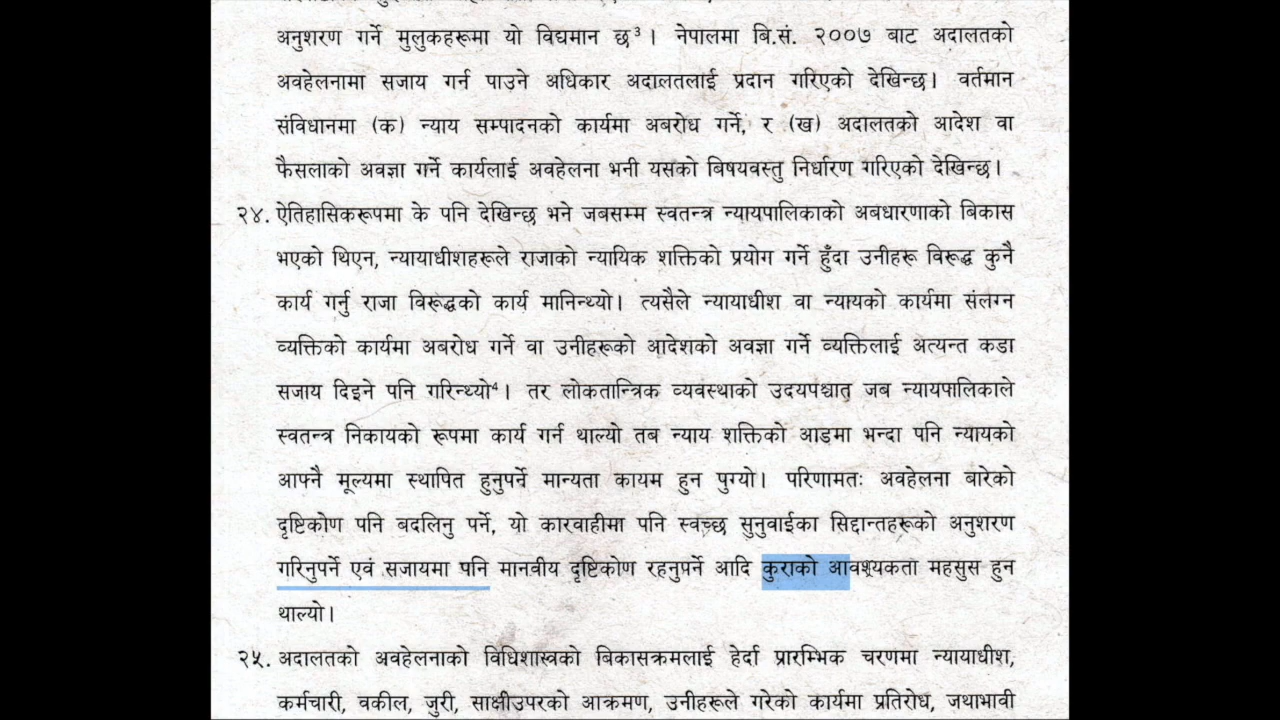 अनुशरण गर्ने मुलुकहरूमा यो विद्यमान छ³ । नेपालमा बि.सं. २००७ बाट अदालतको
अवहेलनामा सजाय गर्न पाउने अधिकार अदालतलाई प्रदान गरिएको देखिन्छ। वर्तमान
संविधानमा (क) न्याय सम्पादनको कार्यमा अबरोध गर्ने, र (ख) अदालतको आदेश वा
फैसलाको अवज्ञा गर्ने कार्यलाई अवहेलना भनी यसको बिषयवस्तु निर्धारण गरिएको देखिन्छ।
२४. ऐतिहासिकरूपमा के पनि देखिन्छ भने जबसम्म स्वतन्त्र न्यायपालिकाको अबधारणाको बिकास
भएको थिएन, न्यायाधीशहरूले राजाको न्यायिक शक्तिको प्रयोग गर्ने हुँदा उनीहरू विरूद्ध कुनै
कार्य गर्नु राजा विरूद्धको कार्य मानिन्थ्यो। त्यसैले न्यायाधीश वा न्यायको कार्यमा संलग्न
व्यक्तिको कार्यमा अबरोध गर्ने वा उनीहरूको आदेशको अवज्ञा गर्ने व्यक्तिलाई अत्यन्त कडा
सजाय दिइने पनि गरिन्थ्यो⁴। तर लोकतान्त्रिक व्यवस्थाको उदयपश्चात् जब न्यायपालिकाले
स्वतन्त्र निकायको रूपमा कार्य गर्न थाल्यो तब न्याय शक्तिको आडमा भन्दा पनि न्यायको
आफ्नै मूल्यमा स्थापित हुनुपर्ने मान्यता कायम हुन पुग्यो। परिणामतः अवहेलना बारेको
दृष्टिकोण पनि बदलिनु पर्ने, यो कारवाहीमा पनि स्वच्छ सुनुवाईका सिद्दान्तहरूको अनुशरण
गरिनुपर्ने एवं सजायमा पनि मानवीय दृष्टिकोण रहनुपर्ने आदि कुराको आवश्यकता महसुस हुन
थाल्यो।
२५. अदालतको अवहेलनाको विधिशास्त्रको बिकासक्रमलाई हेर्दा प्रारम्भिक चरणमा न्यायाधीश,
कर्मचारी, वकील, जुरी, साक्षीउपरको आक्रमण, उनीहरूले गरेको कार्यमा प्रतिरोध, जथाभावी